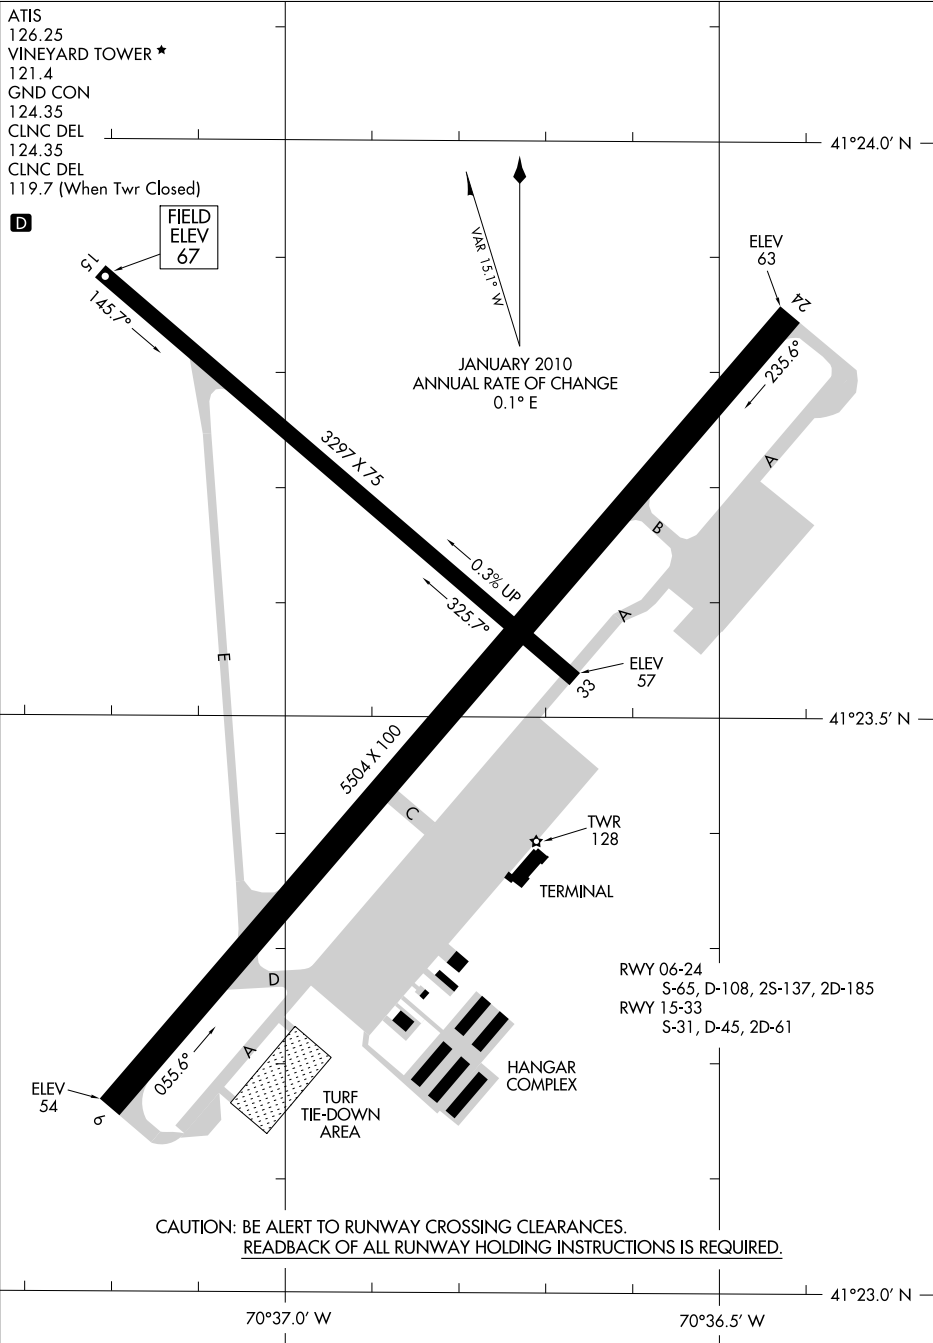 ATIS
126.25
VINEYARD TOWER ★
121.4
GND CON
124.35
CLNC DEL
124.35
CLNC DEL
119.7 (When Twr Closed)
D
41°24.0' N
FIELD
ELEV
67
15
145.7°
VAR 15.1° W
JANUARY 2010
ANNUAL RATE OF CHANGE
0.1° E
ELEV
63
24
235.6°
A
3297 X 75
B
0.3% UP
325.7°
A
E
ELEV
57
33
41°23.5' N
5504 X 100
C
TWR
128
TERMINAL
D
RWY 06-24
S-65, D-108, 2S-137, 2D-185
RWY 15-33
S-31, D-45, 2D-61
055.6°
A
ELEV
54
6
HANGAR
COMPLEX
TURF
TIE-DOWN
AREA
CAUTION: BE ALERT TO RUNWAY CROSSING CLEARANCES.
READBACK OF ALL RUNWAY HOLDING INSTRUCTIONS IS REQUIRED.
41°23.0' N
70°37.0' W
70°36.5' W